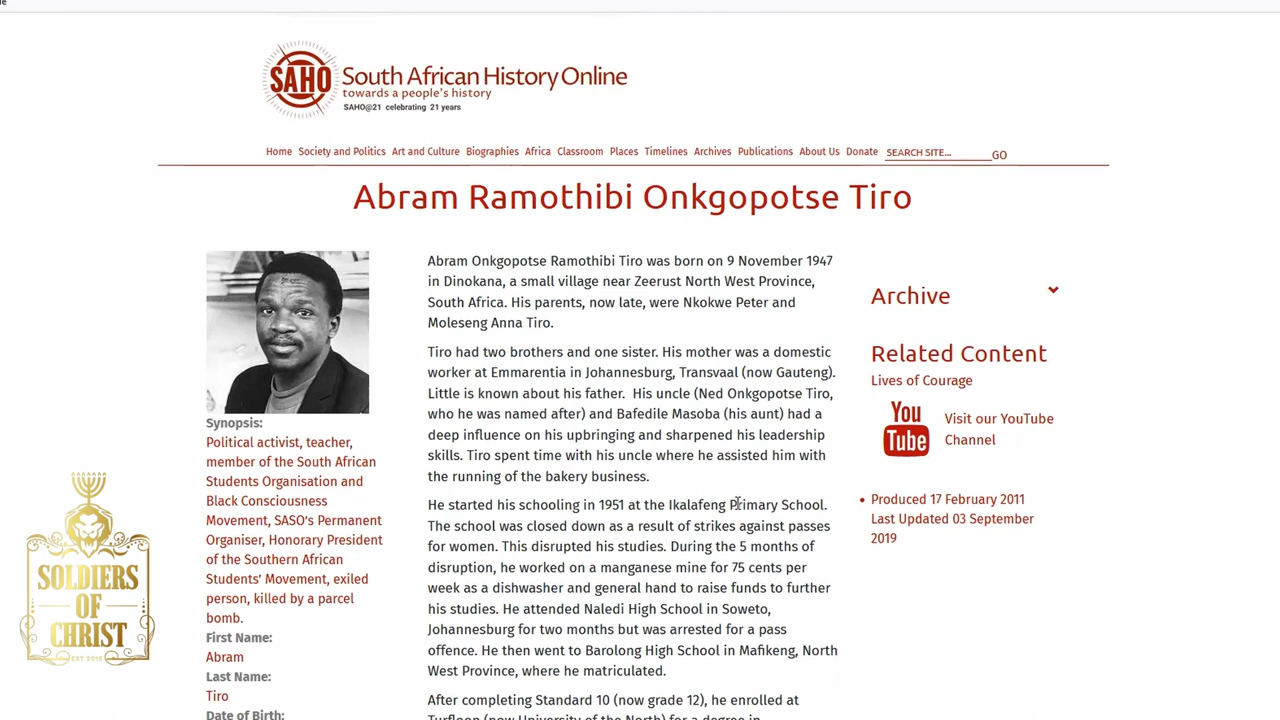 SAHO
South African History Online
towards a people's history
SAHO@21 celebrating 21 years
Home Society and Politics Art and Culture Biographies Africa Classroom Places Timelines Archives Publications About Us Donate SEARCH SITE... GO
Abram Ramothibi Onkgopotse Tiro
Synopsis:
Political activist, teacher,
member of the South African
Students Organisation and
Black Consciousness
Movement, SASO's Permanent
Organiser, Honorary President
of the Southern African
Students' Movement, exiled
person, killed by a parcel
bomb.
First Name:
Abram
Last Name:
Tiro
Date of Birth:
Abram Onkgopotse Ramothibi Tiro was born on 9 November 1947
in Dinokana, a small village near Zeerust North West Province,
South Africa. His parents, now late, were Nkokwe Peter and
Moleseng Anna Tiro.
Tiro had two brothers and one sister. His mother was a domestic
worker at Emmarentia in Johannesburg, Transvaal (now Gauteng).
Little is known about his father. His uncle (Ned Onkgopotse Tiro,
who he was named after) and Bafedile Masoba (his aunt) had a
deep influence on his upbringing and sharpened his leadership
skills. Tiro spent time with his uncle where he assisted him with
the running of the bakery business.
He started his schooling in 1951 at the Ikalafeng Primary School.
The school was closed down as a result of strikes against passes
for women. This disrupted his studies. During the 5 months of
disruption, he worked on a manganese mine for 75 cents per
week as a dishwasher and general hand to raise funds to further
his studies. He attended Naledi High School in Soweto,
Johannesburg for two months but was arrested for a pass
offence. He then went to Barolong High School in Mafikeng, North
West Province, where he matriculated.
After completing Standard 10 (now grade 12), he enrolled at
Turfloop (now University of the North) for a degree in
Archive
Related Content
Lives of Courage
You
Tube
Visit our YouTube
Channel
Produced 17 February 2011
Last Updated 03 September
2019
SOLDIERS
OF
CHRIST
EST 2015